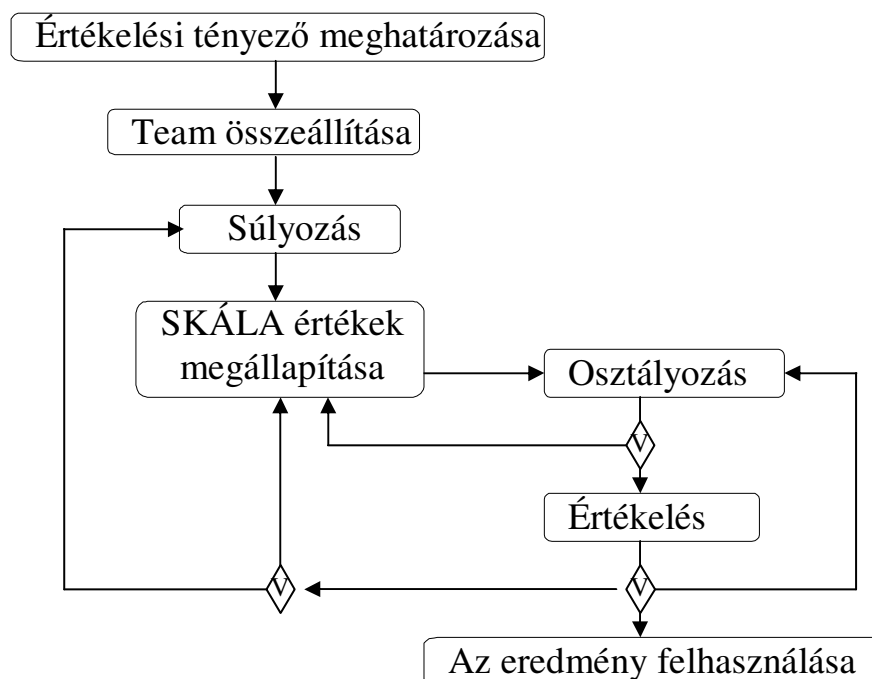 Értékelési tényező meghatározása
Team összeállítása
Súlyozás
SKÁLA értékek
megállapítása
Osztályozás
V
Értékelés
V
V
Az eredmény felhasználása